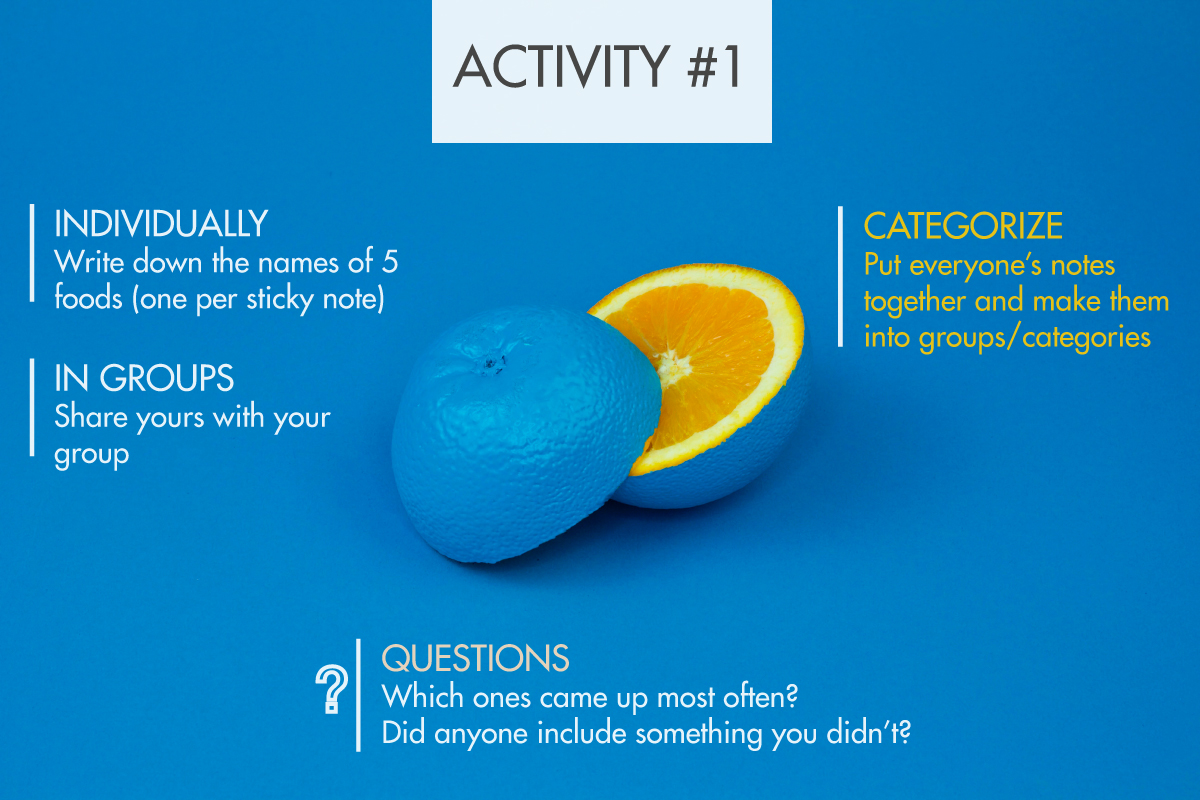 ACTIVITY #1
INDIVIDUALLY
Write down the names of 5
foods (one per sticky note)
IN GROUPS
Share yours with your
group
CATEGORIZE
Put everyone’s notes
together and make them
into groups/categories
?
QUESTIONS
Which ones came up most often?
Did anyone include something you didn’t?